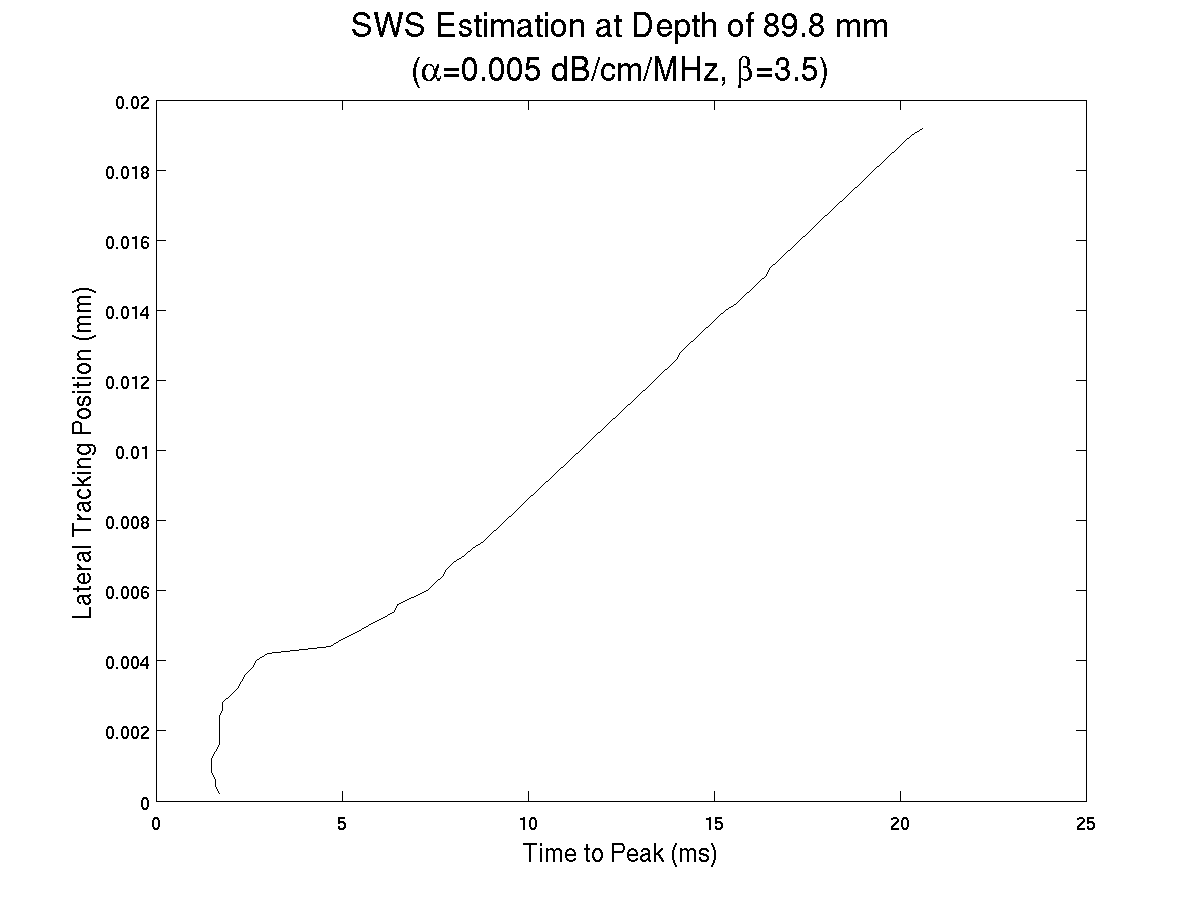 SWS Estimation at Depth of 89.8 mm
(α=0.005 dB/cm/MHz, β=3.5)
0.02
0.018
0.016
0.014
0.012
0.01
0.008
0.006
0.004
0.002
0
Lateral Tracking Position (mm)
0 5 10 15 20 25
Time to Peak (ms)